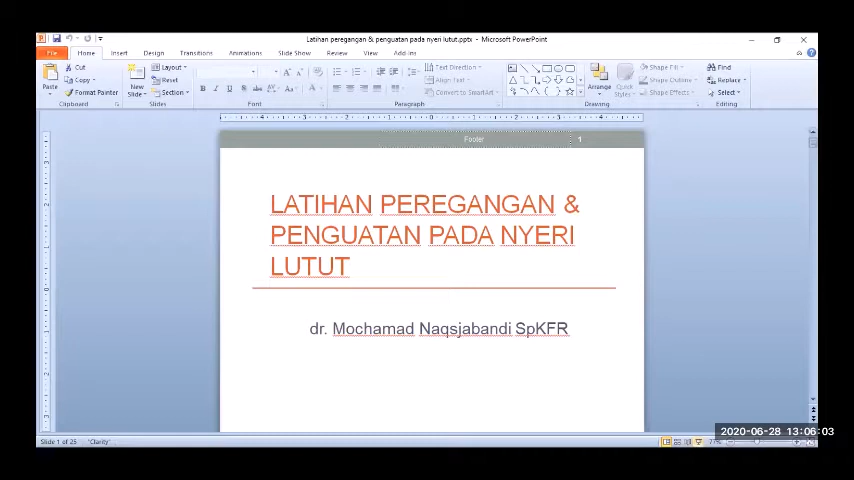 Latihan peregangan & penguatan pada nyeri lutut.pptx - Microsoft PowerPoint
File Home Insert Design Transitions Animations Slide Show Review View Add-Ins
Cut Layout Text Direction Shape Fill Find
Copy Reset Align Text Shape Outline Replace
Paste Format Painter New Slide Section Convert to SmartArt Arrange Quick Styles Shape Effects Select
Clipboard Slides Font Paragraph Drawing Editing
Footer 1
LATIHAN PEREGANGAN &
PENGUATAN PADA NYERI
LUTUT
dr. Mochamad Naqsjabandi SpKFR
2020-06-28 13:06:03
Slide 1 of 25 "Clarity" 77%